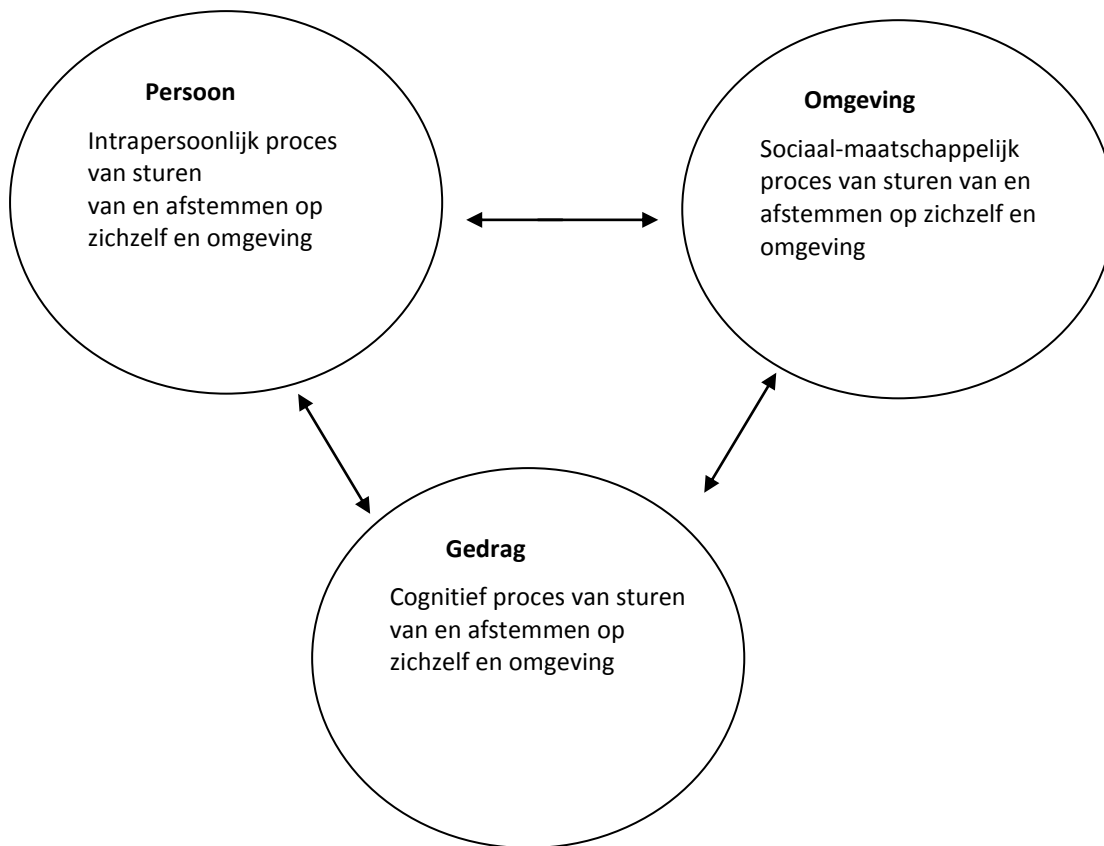 Persoon
Intrapersoonlijk proces
van sturen
van en afstemmen op
zichzelf en omgeving
Omgeving
Sociaal-maatschappelijk
proces van sturen van en
afstemmen op zichzelf en
omgeving
Gedrag
Cognitief proces van sturen
van en afstemmen op
zichzelf en omgeving